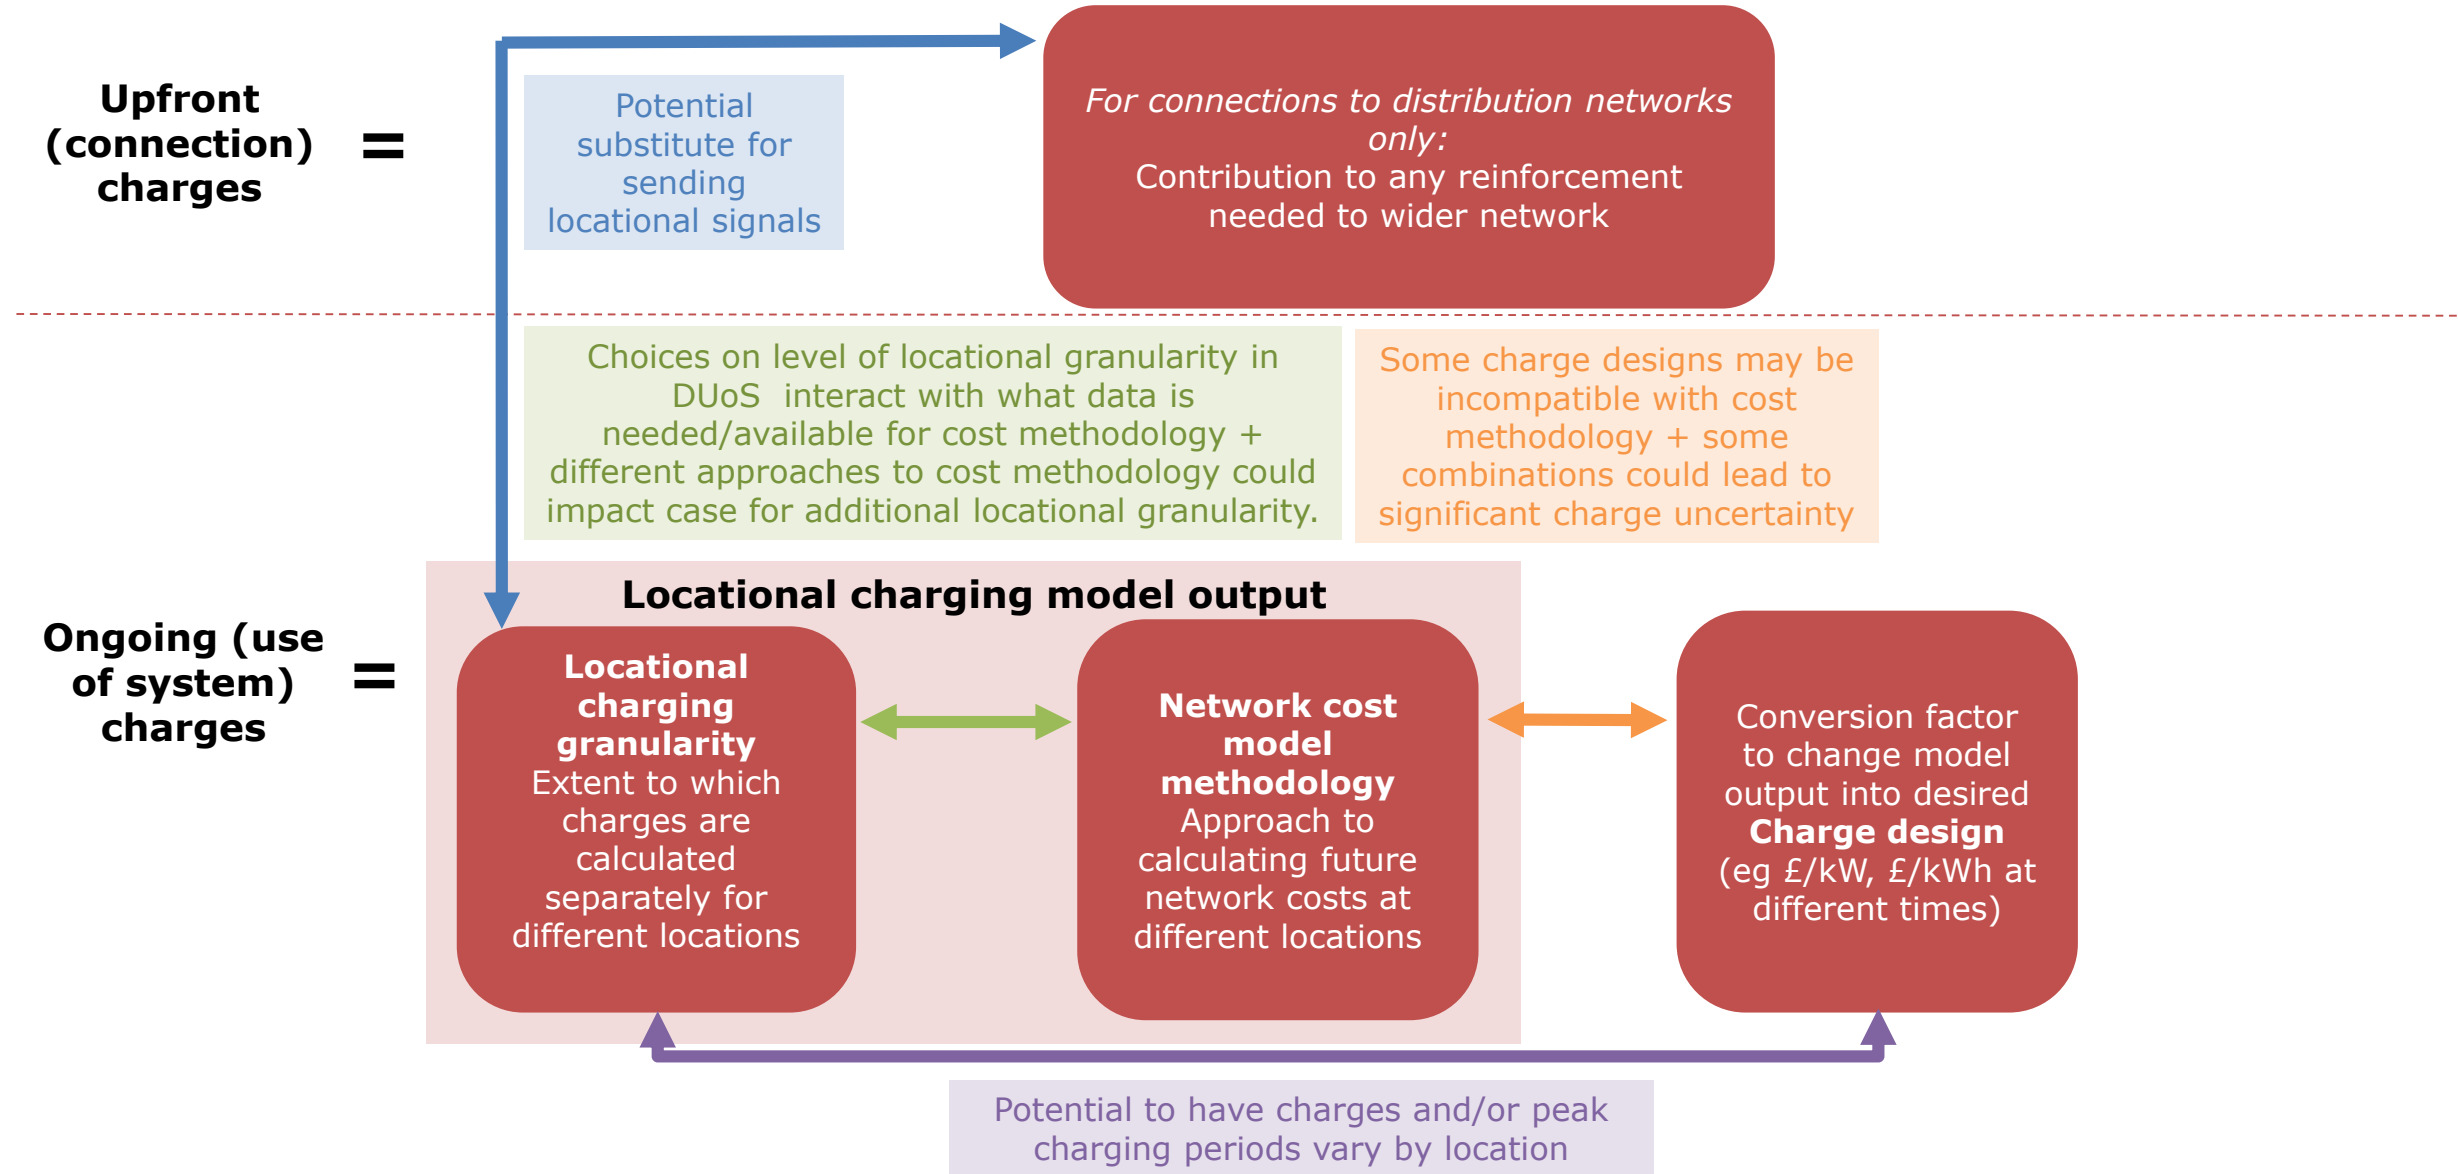 Upfront
(connection)
charges
=
Potential
substitute for
sending
locational signals
For connections to distribution networks
only:
Contribution to any reinforcement
needed to wider network
Choices on level of locational granularity in
DUoS  interact with what data is
needed/available for cost methodology +
different approaches to cost methodology could
impact case for additional locational granularity.
Some charge designs may be
incompatible with cost
methodology + some
combinations could lead to
significant charge uncertainty
Ongoing (use
of system)
charges
=
Locational charging model output
Locational
charging
granularity
Extent to which
charges are
calculated
separately for
different locations
Network cost
model
methodology
Approach to
calculating future
network costs at
different locations
Conversion factor
to change model
output into desired
Charge design
(eg £/kW, £/kWh at
different times)
Potential to have charges and/or peak
charging periods vary by location